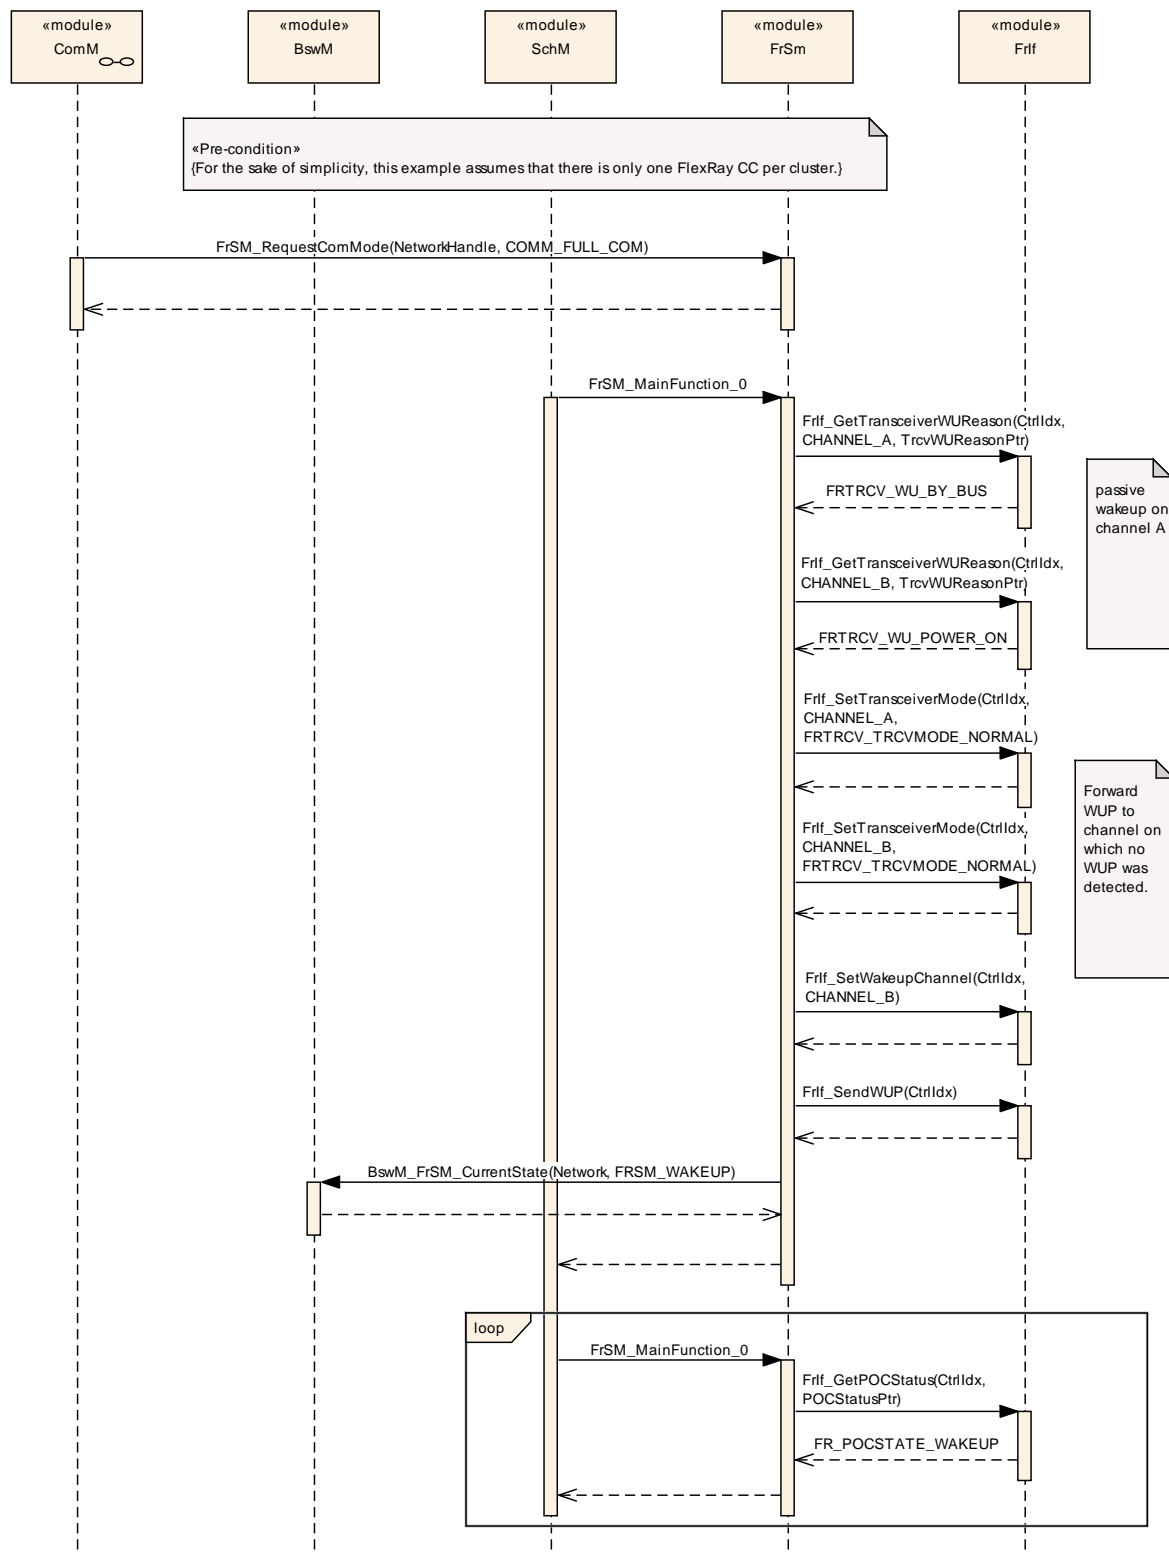 «module»
ComM
«module»
BswM
«module»
SchM
«module»
FrSm
«module»
FrIf
«Pre-condition»
{For the sake of simplicity, this example assumes that there is only one FlexRay CC per cluster.}
FrSM_RequestComMode(NetworkHandle, COMM_FULL_COM)
FrSM_MainFunction_0
FrIf_GetTransceiverWUReason(CtrlIdx,
CHANNEL_A, TrcvWUReasonPtr)
FRTRCV_WU_BY_BUS
passive
wakeup on
channel A
FrIf_GetTransceiverWUReason(CtrlIdx,
CHANNEL_B, TrcvWUReasonPtr)
FRTRCV_WU_POWER_ON
FrIf_SetTransceiverMode(CtrlIdx,
CHANNEL_A,
FRTRCV_TRCVMODE_NORMAL)
Forward
WUP to
channel on
which no
WUP was
detected.
FrIf_SetTransceiverMode(CtrlIdx,
CHANNEL_B,
FRTRCV_TRCVMODE_NORMAL)
FrIf_SetWakeupChannel(CtrlIdx,
CHANNEL_B)
FrIf_SendWUP(CtrlIdx)
BswM_FrSM_CurrentState(Network, FRSM_WAKEUP)
loop
FrSM_MainFunction_0
FrIf_GetPOCStatus(CtrlIdx,
POCStatusPtr)
FR_POCSTATE_WAKEUP